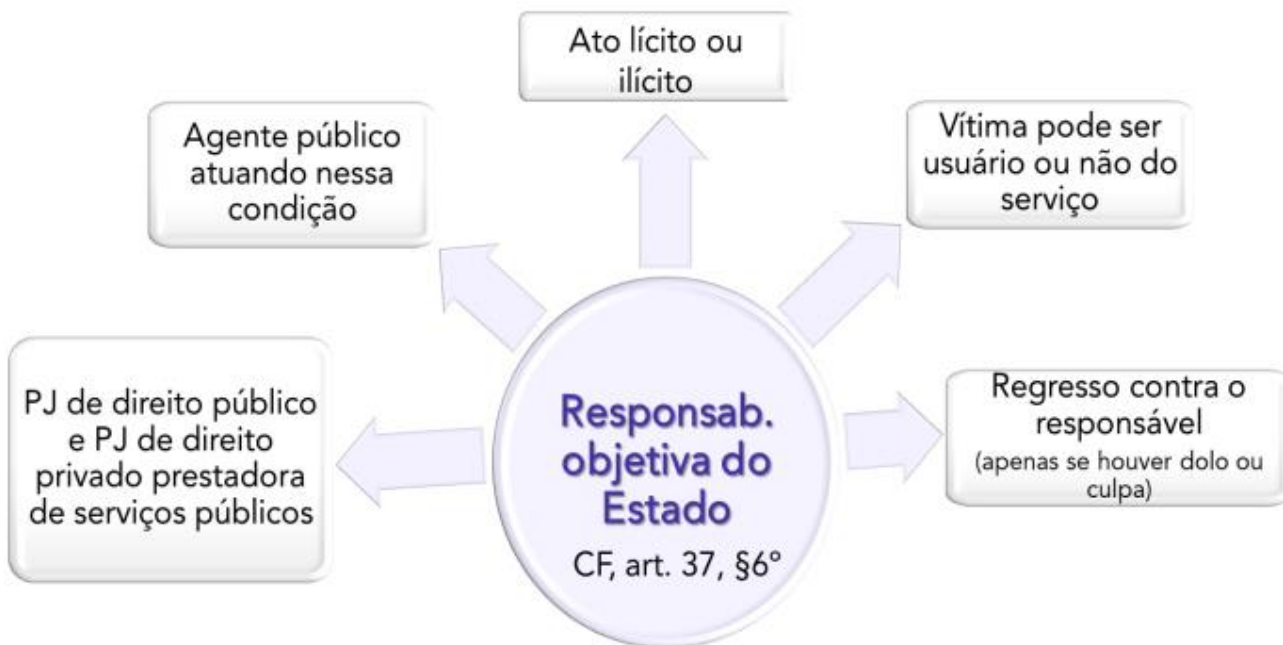 Ato lícito ou
ilícito
Agente público
atuando nessa
condição
Vítima pode ser
usuário ou não do
serviço
PJ de direito público
e PJ de direito
privado prestadora
de serviços públicos
Responsab.
objetiva do
Estado
CF, art. 37, §6º
Regresso contra o
responsável
(apenas se houver dolo ou
culpa)